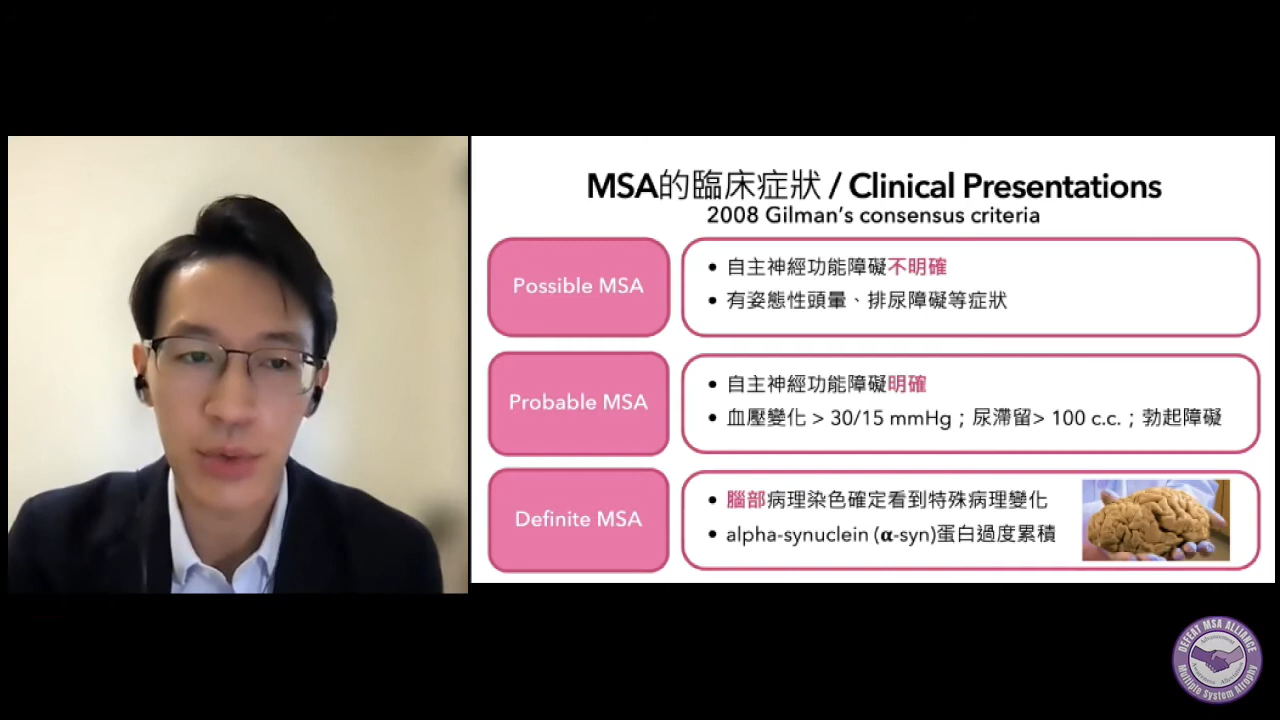 MSA的臨床症狀 / Clinical Presentations
2008 Gilman's consensus criteria
Possible MSA
• 自主神經功能障礙不明確
• 有姿態性頭暈、排尿障礙等症狀
Probable MSA
• 自主神經功能障礙明確
• 血壓變化 > 30/15 mmHg；尿滯留> 100 c.c.；勃起障礙
Definite MSA
• 腦部病理染色確定看到特殊病理變化
• alpha-synuclein (α-syn)蛋白過度累積
DEFEAT MSA ALLIANCE
Multiple System Atrophy